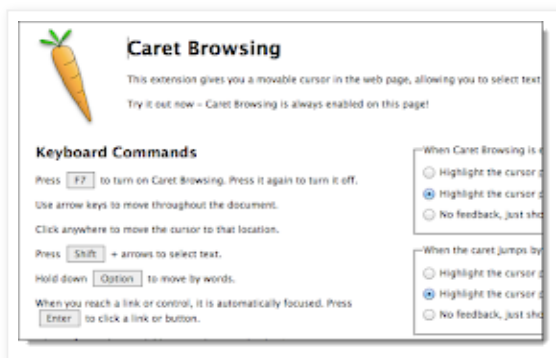 Caret Browsing
This extension gives you a movable cursor in the web page, allowing you to select text
Try it out now – Caret Browsing is always enabled on this page!
Keyboard Commands
Press F7 to turn on Caret Browsing. Press it again to turn it off.
Use arrow keys to move throughout the document.
Click anywhere to move the cursor to that location.
Press Shift + arrows to select text.
Hold down Option to move by words.
When you reach a link or control, it is automatically focused. Press
Enter to click a link or button.
When Caret Browsing is
Highlight the cursor
Highlight the cursor
No feedback, just
When the caret jumps by
Highlight the cursor
Highlight the cursor
No feedback, just